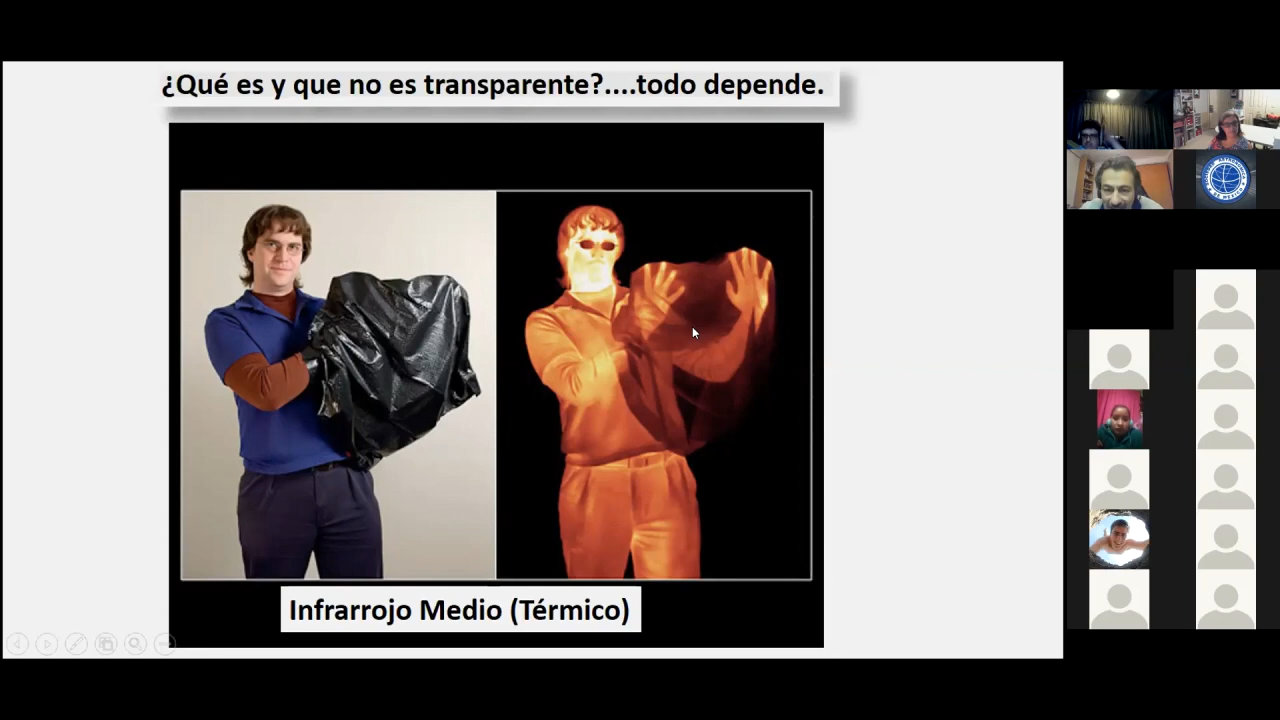 ¿Qué es y que no es transparente?....todo depende.
Infrarrojo Medio (Térmico)